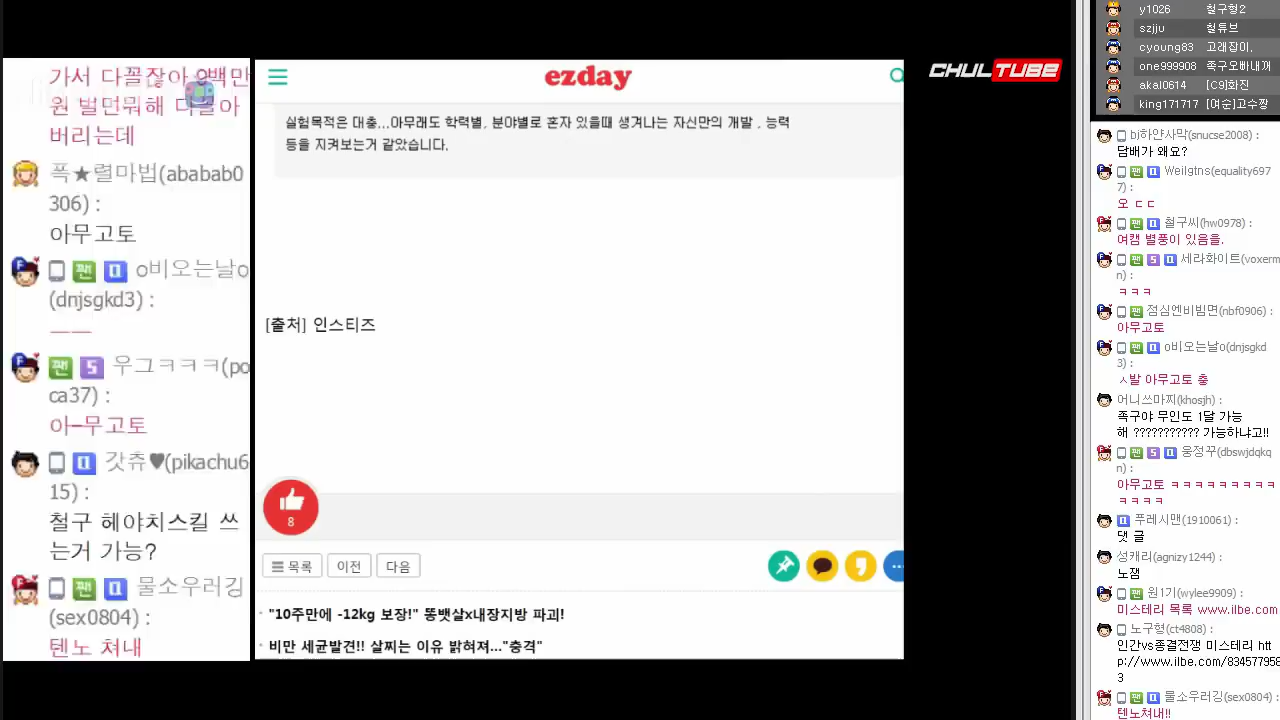 가서 다꼴잖아 9백만
원 벌면뭐해 다 잃아
버리는데
폭★렬마법(ababab0
306) :
아무고토
o비오는날o
(dnjsgkd3) :
ㅡㅡ
우그ㅋㅋㅋ(po
ca37) :
아-무고토
갓츄♥(pikachu6
15) :
철구 헤야치스킬 쓰
는거 가능?
물소우러깅
(sex0804) :
텐노 쳐내
ezday
실험목적은 대충...아무래도 학력별, 분야별로 혼자 있을때 생겨나는 자신만의 개발 , 능력
등을 지켜보는거 같았습니다.
[출처] 인스티즈
8
목록
이전
다음
"10주만에 -12kg 보장!" 똥뱃살x내장지방 파괴!
비만 세균발견!! 살찌는 이유 밝혀져..."충격"
CHULTUBE
y1026 철구형2
szjju 철튜브
cyoung83 고래장이,
one999908 족구오빠내꺼
akal0614 [C9]화진
king171717 [여순]고수정
bj하얀사막(snucse2008) :
담배가 왜요?
Weilgtns(equality697
7) :
오 ㄷㄷ
철구씨(hw0978) :
여캠 별풍이 있음을.
세라화이트(voxerm
n) :
ㅋㅋㅋ
점심엔비빔면(nbf0906) :
아무고토
o비오는날o(dnjsgkd
3) :
ㅅ발 아무고토 충
어니쓰마찌(khosjh) :
족구야 무인도 1달 가능
해 ??????????? 가능하냐고!!
웅정꾸(dbswjdqkq
n) :
아무고토 ㅋㅋㅋㅋㅋㅋㅋㅋㅋ
ㅋㅋㅋㅋ
푸레시맨(1910061) :
댓 글
성캐리(agnizy1244) :
노잼
원1기(wylee9909) :
미스테리 목록 www.ilbe.com
노구형(ct4808) :
인간vs종결전쟁 미스테리 htt
p://www.ilbe.com/834577958
3
물소우러깅(sex0804) :
텐노쳐내!!